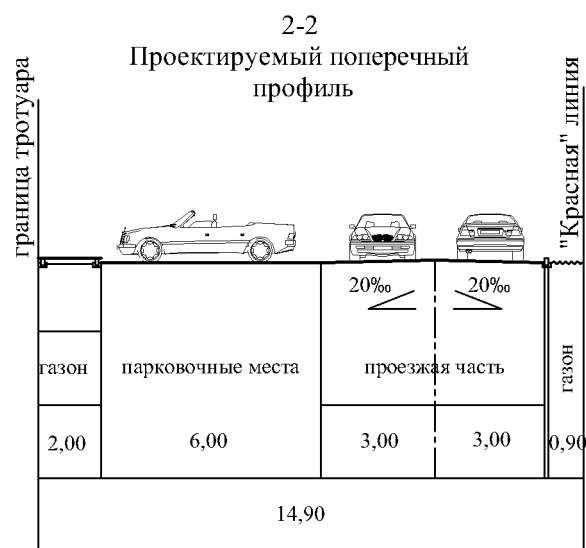 2-2
Проектируемый поперечный
профиль
граница тротуара
"Красная" линия
20‰
20‰
газон
парковочные места
проезжая часть
газон
2,00
6,00
3,00
3,00
0,90
14,90